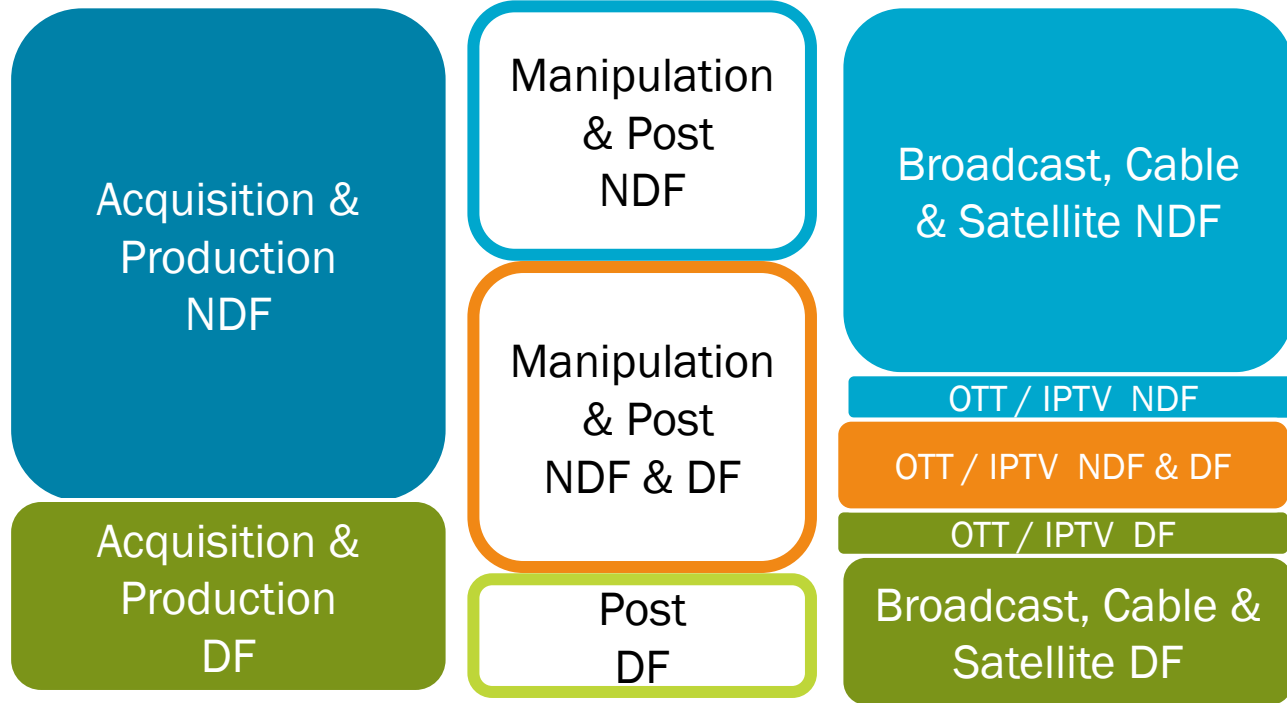 Acquisition &
Production
NDF
Acquisition &
Production
DF
Manipulation
& Post
NDF
Manipulation
& Post
NDF & DF
Post
DF
Broadcast, Cable
& Satellite NDF
OTT / IPTV NDF
OTT / IPTV NDF & DF
OTT / IPTV DF
Broadcast, Cable &
Satellite DF